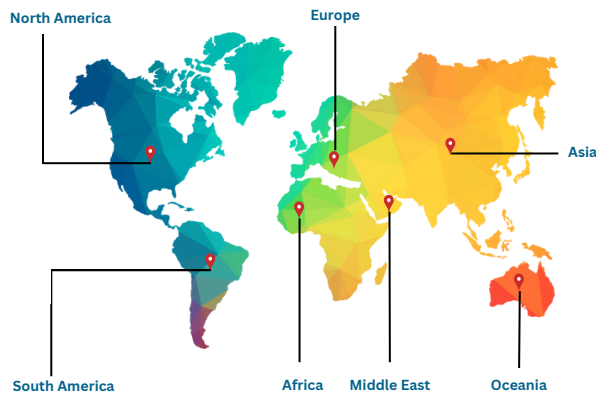 North America
Europe
Asia
South America
Africa
Middle East
Oceania